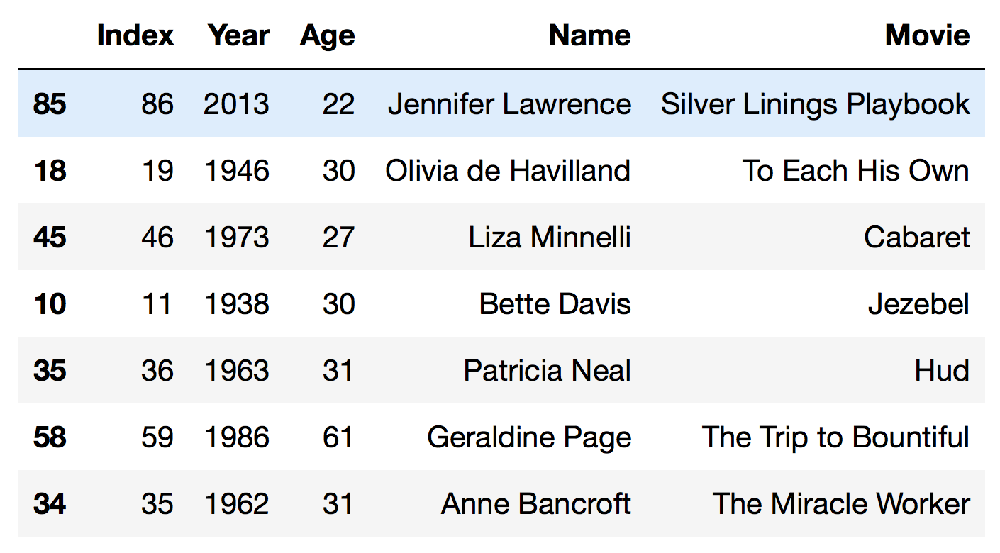 Index Year Age Name Movie
85 86 2013 22 Jennifer Lawrence Silver Linings Playbook
18 19 1946 30 Olivia de Havilland To Each His Own
45 46 1973 27 Liza Minnelli Cabaret
10 11 1938 30 Bette Davis Jezebel
35 36 1963 31 Patricia Neal Hud
58 59 1986 61 Geraldine Page The Trip to Bountiful
34 35 1962 31 Anne Bancroft The Miracle Worker